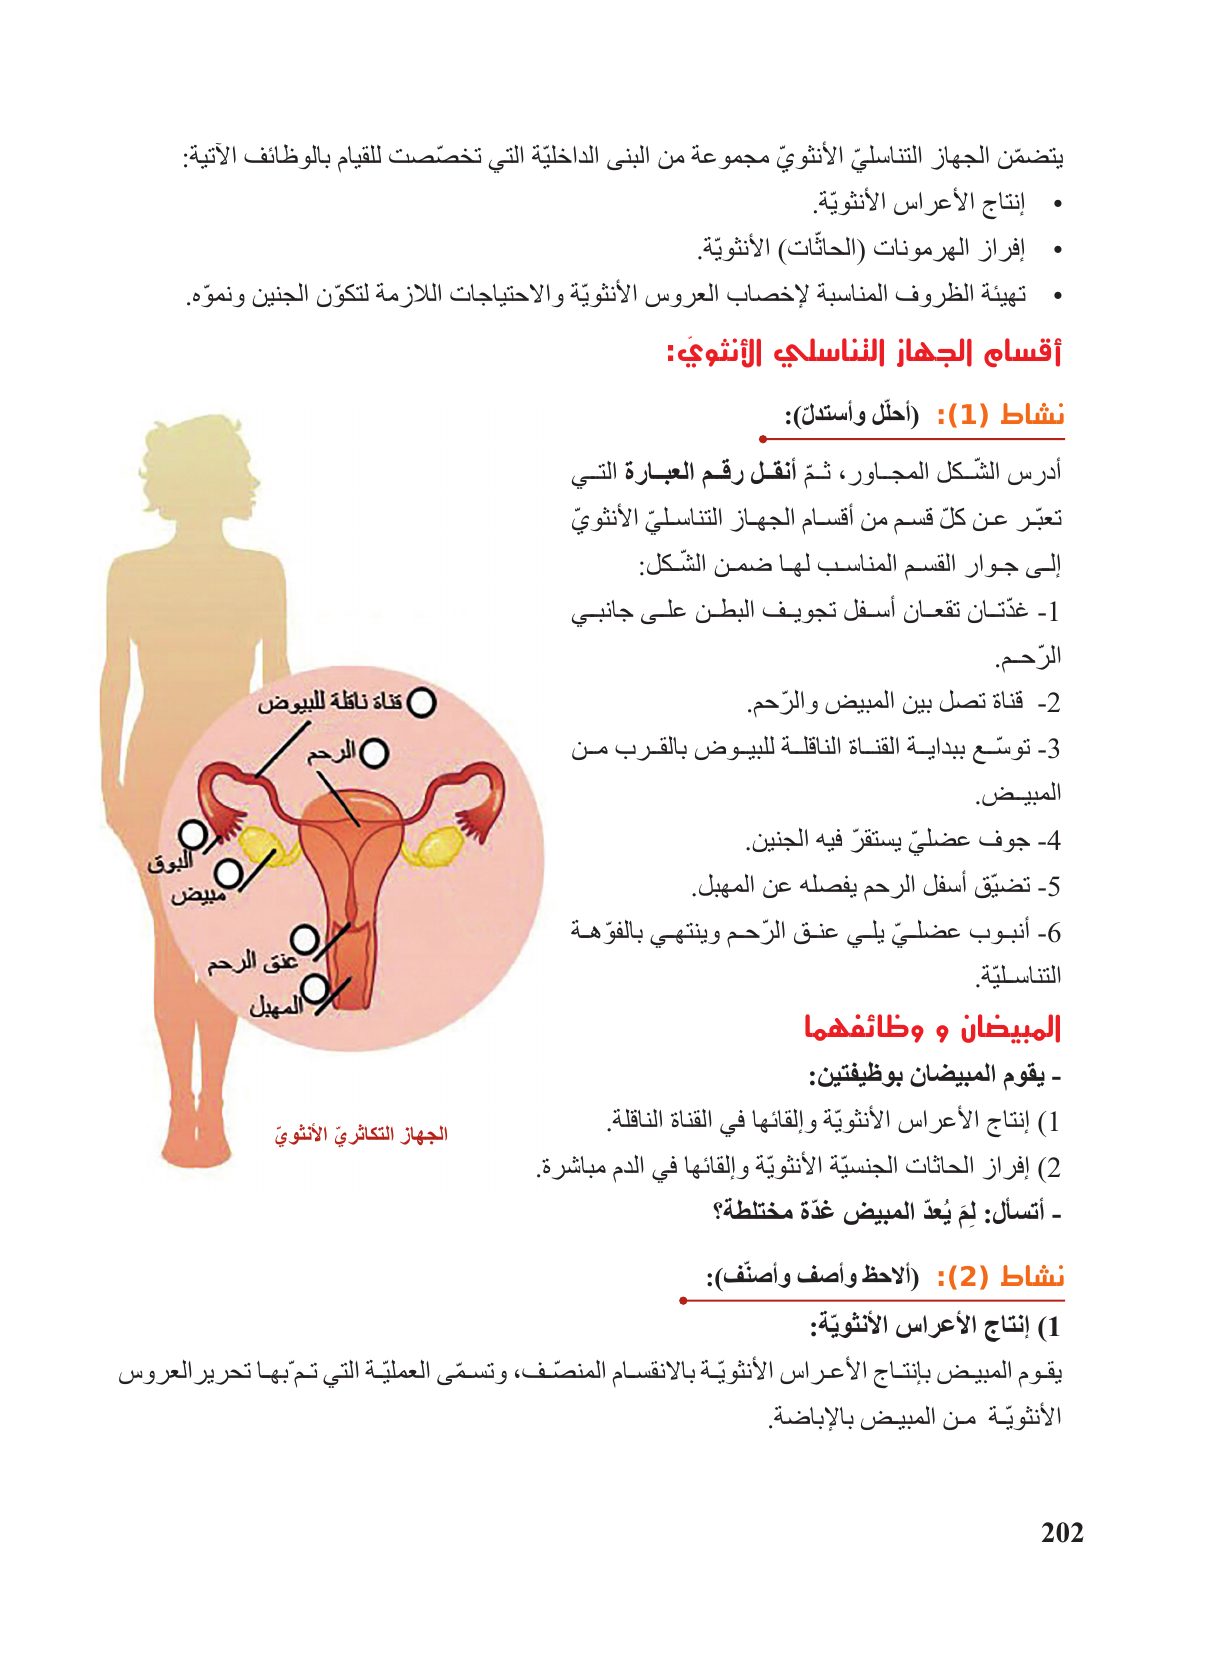 يتضمّن الجهاز التناسليّ الأنثويّ مجموعة من البنى الداخليّة التي تخصّصت للقيام بالوظائف الآتية:
• إنتاج الأعراس الأنثويّة.
• إفراز الهرمونات (الحاثّات) الأنثويّة.
• تهيئة الظروف المناسبة لإخصاب العروس الأنثويّة والاحتياجات اللازمة لتكوّن الجنين ونموّه.
أقسام الجهاز التناسلي الأنثويّ:
نشاط (1): (أحلّل وأستدلّ):
أدرس الشّكل المجاور، ثمّ أنقل رقم العبارة التي
تعبّر عن كلّ قسم من أقسام الجهاز التناسليّ الأنثويّ
إلى جوار القسم المناسب لها ضمن الشّكل:
1- غدّتان تقعان أسفل تجويف البطن على جانبي
الرّحم.
2- قناة تصل بين المبيض والرّحم.
3- توسّع ببداية القناة الناقلة للبيوض بالقرب من
المبيض.
4- جوف عضليّ يستقرّ فيه الجنين.
5- تضيّق أسفل الرحم يفصله عن المهبل.
6- أنبوب عضليّ يلي عنق الرّحم وينتهي بالفوّهة
التناسليّة.
قناة ناقلة للبيوض
الرحم
البوق
مبيض
عنق الرحم
المهبل
الجهاز التكاثريّ الأنثويّ
المبيضان و وظائفهما
- يقوم المبيضان بوظيفتين:
1) إنتاج الأعراس الأنثويّة وإلقائها في القناة الناقلة.
2) إفراز الحاثات الجنسيّة الأنثويّة وإلقائها في الدم مباشرة.
- أتسأل: لِمَ يُعدّ المبيض غدّة مختلطة؟
نشاط (2): (ألاحظ وأصف وأصنّف):
1) إنتاج الأعراس الأنثويّة:
يقوم المبيض بإنتاج الأعراس الأنثويّة بالانقسام المنصّف، وتسمّى العمليّة التي تمّ بها تحرير العروس
الأنثويّة من المبيض بالإباضة.
202